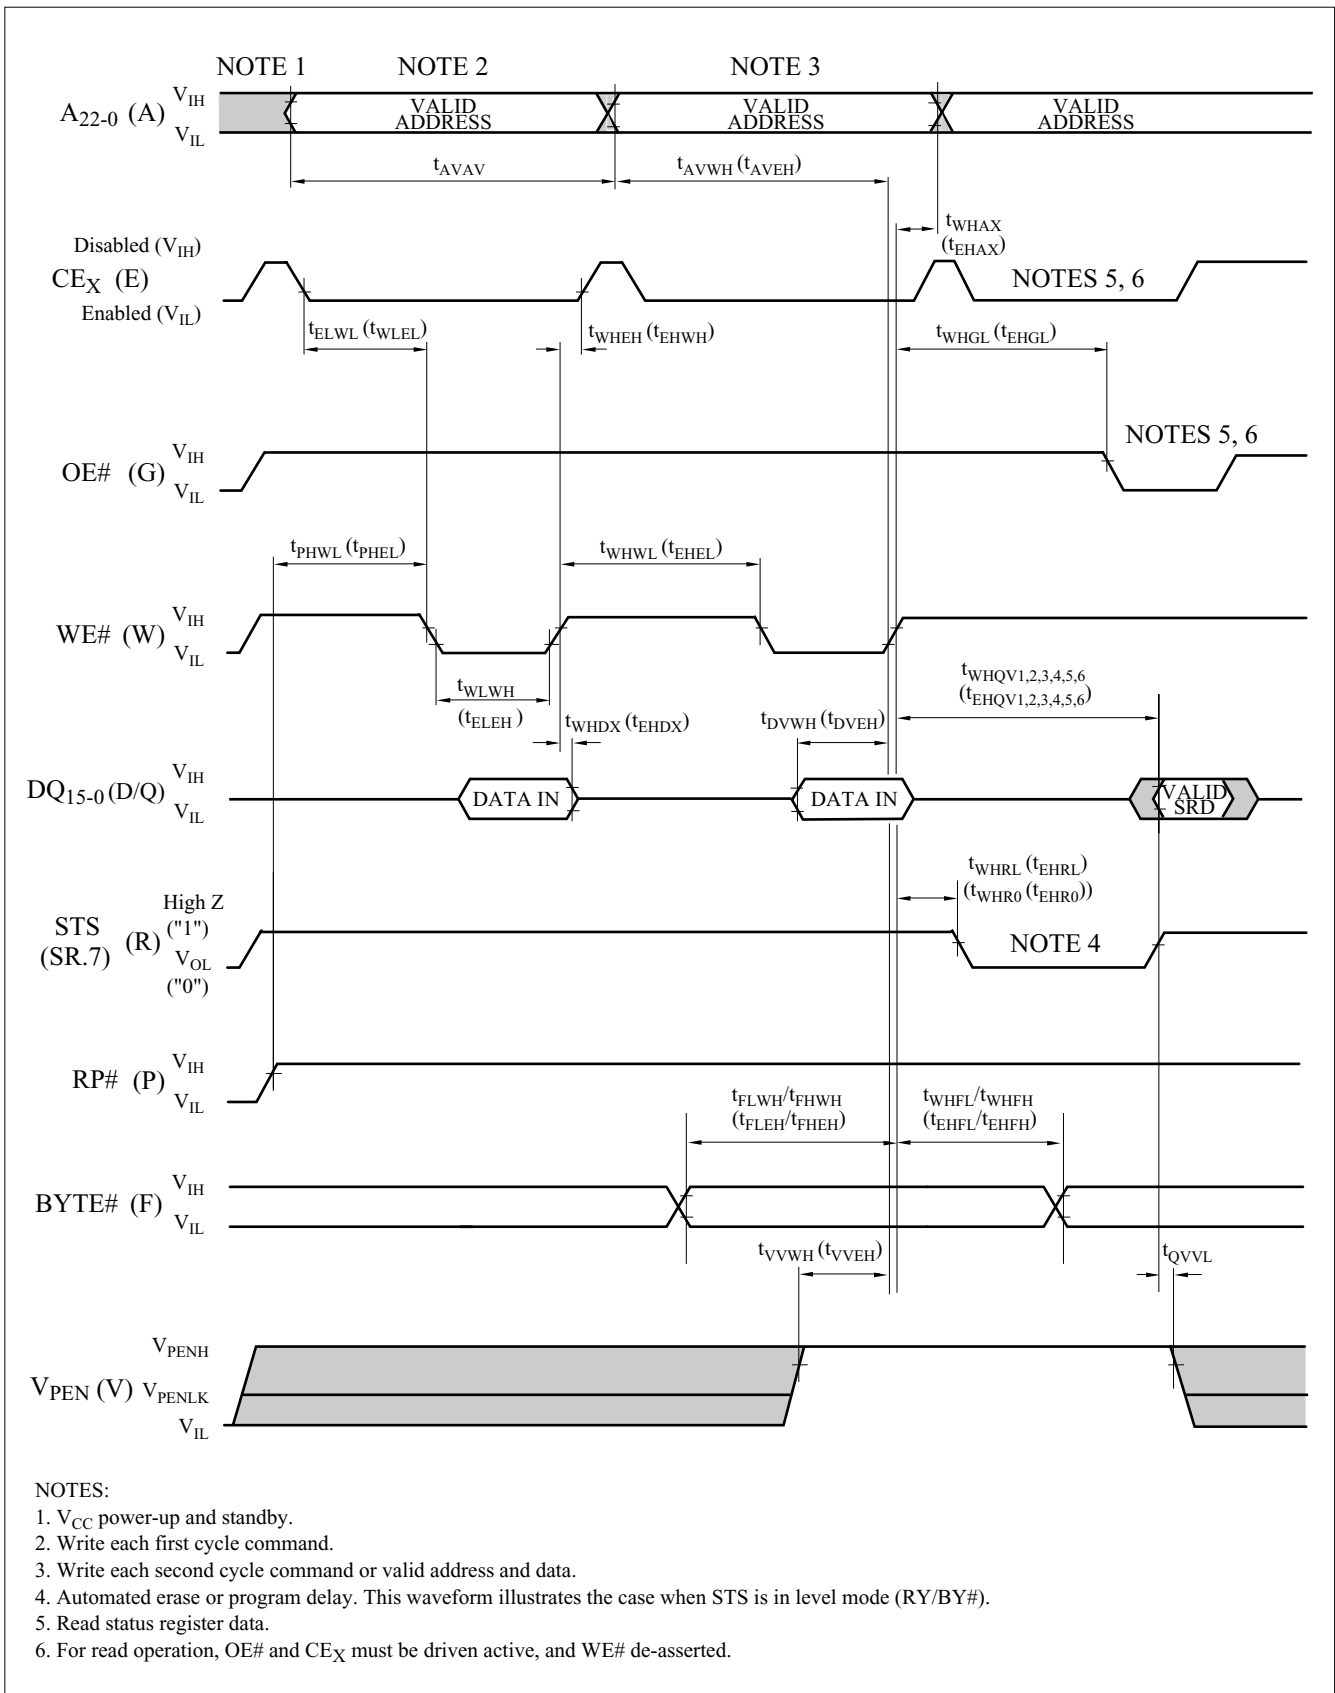 NOTE 1 NOTE 2 NOTE 3
A22-0 (A) VIH VIL
VALID ADDRESS VALID ADDRESS VALID ADDRESS
tAVAV tAVWH (tAVEH)
tWHAX
(tEHAX)
Disabled (VIH)
CEX (E)
Enabled (VIL)
NOTES 5, 6
tELWL (tWLEL) tWHEH (tEHWH) tWHGL (tEHGL)
NOTES 5, 6
OE# (G) VIH VIL
tPHWL (tPHEL) tWHWL (tEHEL)
WE# (W) VIH VIL
tWLWH
(tELEH)
tWHQV1,2,3,4,5,6
(tEHQV1,2,3,4,5,6)
tWHDX (tEHDX) tDVWH (tDVEH)
DQ15-0 (D/Q) VIH VIL
DATA IN DATA IN VALID SRD
tWHRL (tEHRL)
(tWHR0 (tEHR0))
STS
(SR.7) (R)
High Z
("1")
VOL
("0")
NOTE 4
RP# (P) VIH VIL
tFLWH/tFHWH
(tFLEH/tFHEH)
tWHFL/tWHFH
(tEHFL/tEHFH)
BYTE# (F) VIH VIL
tVVWH (tVVEH) tQVVL
VPENH
VPEN (V) VPENLK
VIL
NOTES:
1. VCC power-up and standby.
2. Write each first cycle command.
3. Write each second cycle command or valid address and data.
4. Automated erase or program delay. This waveform illustrates the case when STS is in level mode (RY/BY#).
5. Read status register data.
6. For read operation, OE# and CEX must be driven active, and WE# de-asserted.